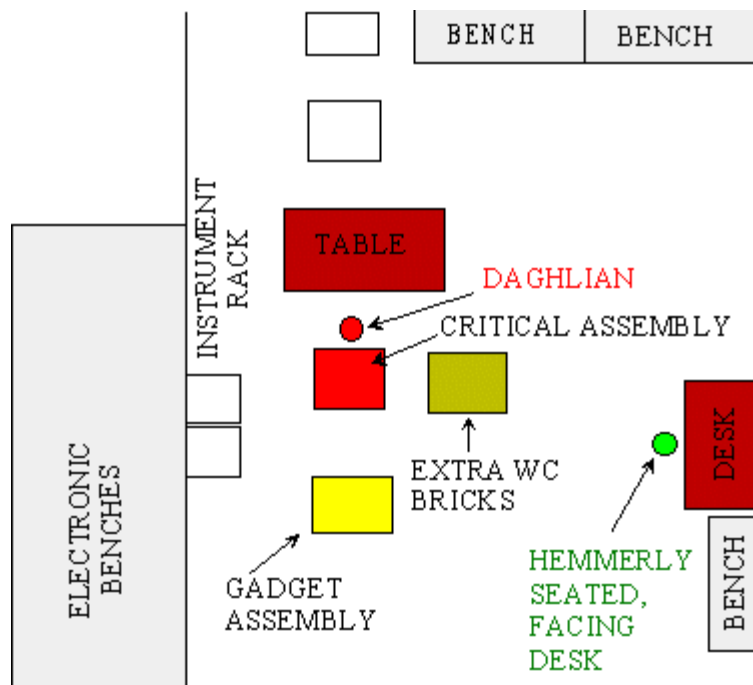 BENCH
BENCH
INSTRUMENT
RACK
TABLE
DAGHLIAN
CRITICAL ASSEMBLY
EXTRA WC
BRICKS
DESK
ELECTRONIC
BENCHES
GADGET
ASSEMBLY
HEMMERLY
SEATED,
FACING
DESK
BENCH